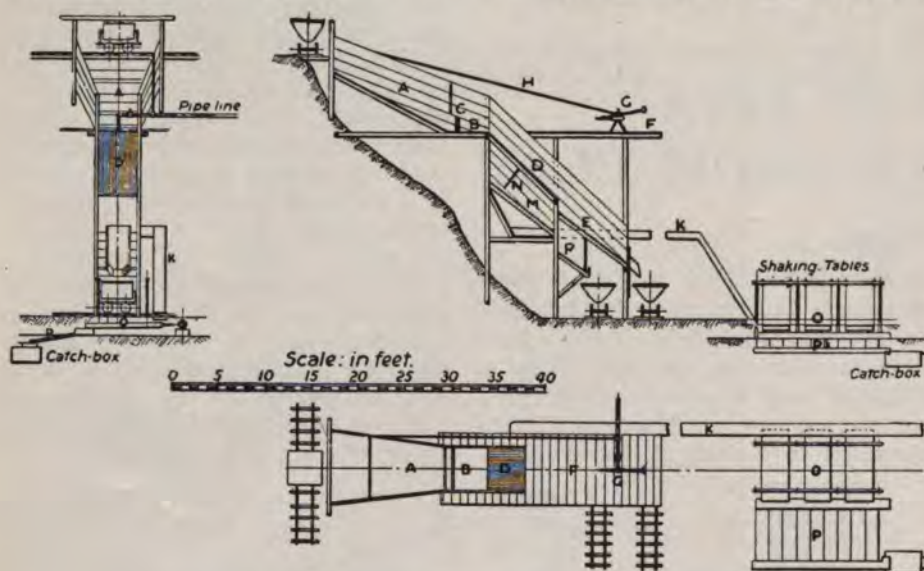 A
Pipe line
D
K
O
P
Catch-box
H
A
G
C
B
F
D
N
M
E
R
K
K
Shaking. Tables
O
Catch-box
Scale: in feet.
0 5 10 15 20 25 30 35 40
A
B
D
F
G
K
O
P